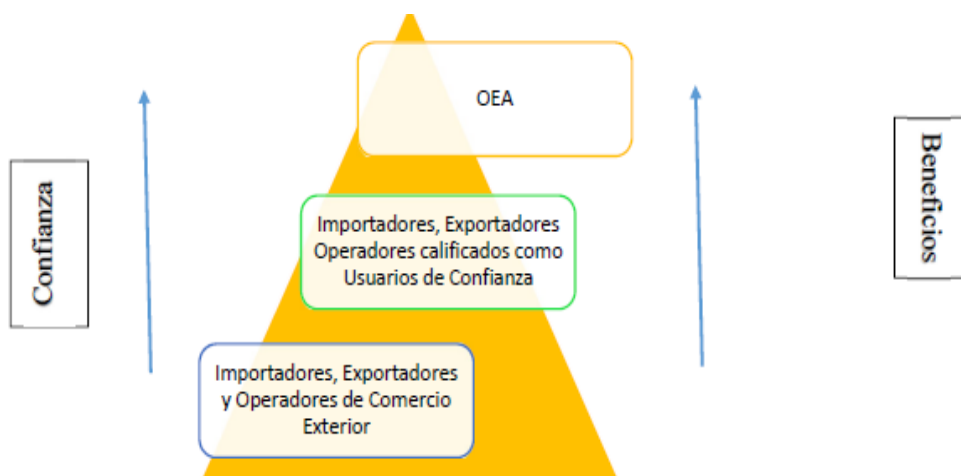 OEA
Confianza
Beneficios
Importadores, Exportadores
Operadores calificados como
Usuarios de Confianza
Importadores, Exportadores
y Operadores de Comercio
Exterior